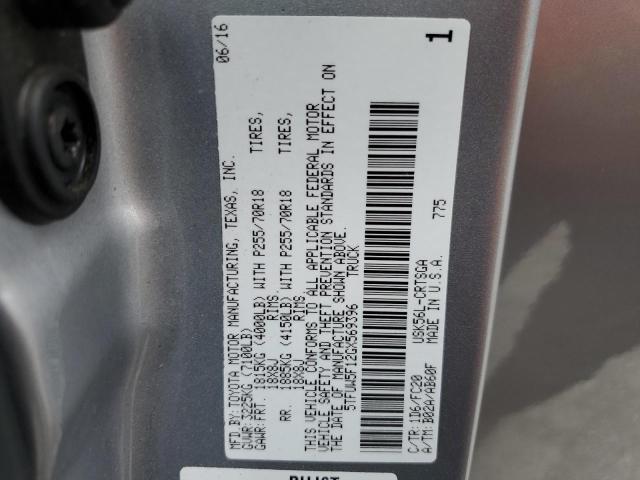 MFD BY: TOYOTA MOTOR MANUFACTURING, TEXAS, INC. 06/16
GVWR: 3225KG (7100LB)
GAWR: FRT. 1815KG (4000LB) WITH P255/70R18 TIRES,
18X8J RIMS,
RR. 1885KG (4150LB) WITH P255/70R18 TIRES,
18X8J RIMS.
THIS VEHICLE CONFORMS TO ALL APPLICABLE FEDERAL MOTOR
VEHICLE SAFETY AND THEFT PREVENTION STANDARDS IN EFFECT ON
THE DATE OF MANUFACTURE SHOWN ABOVE.
5TFUW5F12GX569396 TRUCK
1
C/TR: 1D6/FC20 USK56L-CRTSGA 775
A/TM: B02A/AB60F MADE IN U.S.A.